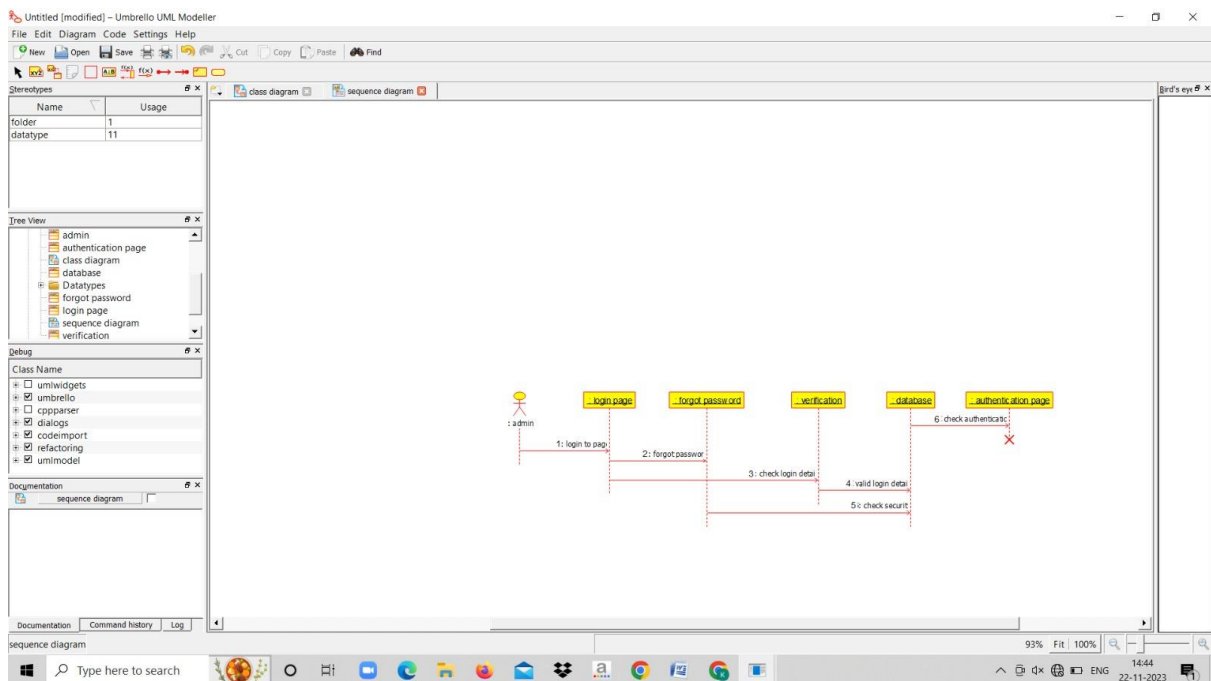 Untitled [modified] – Umbrello UML Modeller
File Edit Diagram Code Settings Help
New Open Save Cut Copy Paste Find
Stereotypes
class diagram sequence diagram
Bird's eye
Name Usage
folder 1
datatype 11
Tree View
admin
authentication page
class diagram
database
Datatypes
forgot password
login page
sequence diagram
verification
Debug
Class Name
umlwidgets
umbrello
cppparser
dialogs
codeimport
refactoring
umlmodel
Documentation
sequence diagram
: login page : forgot password : verification : database : authentication page
: admin
6 : check authenticatic
1: login to page
2: forgot passwor
3: check login detai
4: valid login detai
5: check securit
Documentation Command history Log
sequence diagram
93% Fit 100%
Type here to search
ENG
14:44
22-11-2023